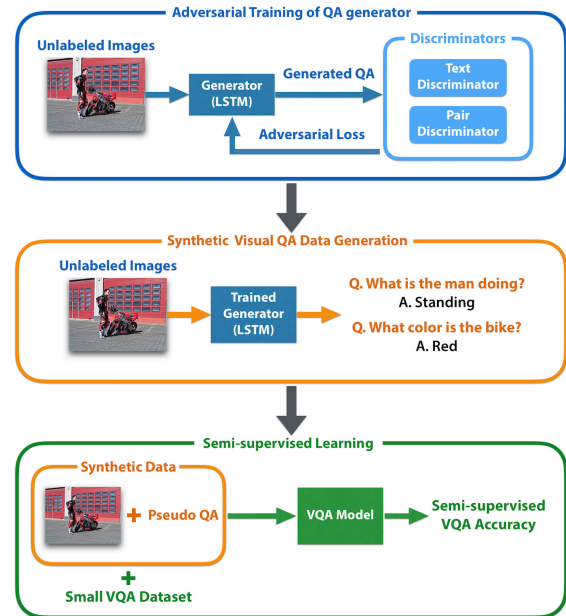 Adversarial Training of QA generator
Unlabeled Images
Generator
(LSTM)
Generated QA
Adversarial Loss
Discriminators
Text
Discriminator
Pair
Discriminator
Synthetic Visual QA Data Generation
Unlabeled Images
Trained
Generator
(LSTM)
Q. What is the man doing?
A. Standing
Q. What color is the bike?
A. Red
Semi-supervised Learning
Synthetic Data
+ Pseudo QA
+
Small VQA Dataset
VQA Model
Semi-supervised
VQA Accuracy